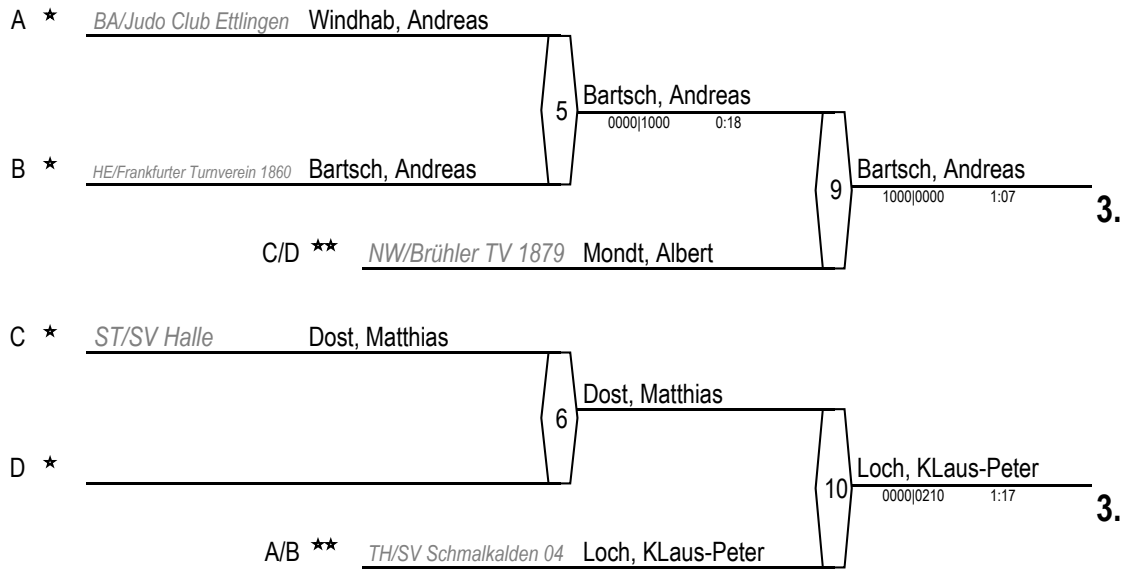 A ★ BA/Judo Club Ettlingen Windhab, Andreas
5 Bartsch, Andreas
0000|1000 0:18
B ★ HE/Frankfurter Turnverein 1860 Bartsch, Andreas
9 Bartsch, Andreas
1000|0000 1:07
3.
C/D ★★ NW/Brühler TV 1879 Mondt, Albert
C ★ ST/SV Halle Dost, Matthias
6 Dost, Matthias
D ★
10 Loch, KLaus-Peter
0000|0210 1:17
3.
A/B ★★ TH/SV Schmalkalden 04 Loch, KLaus-Peter